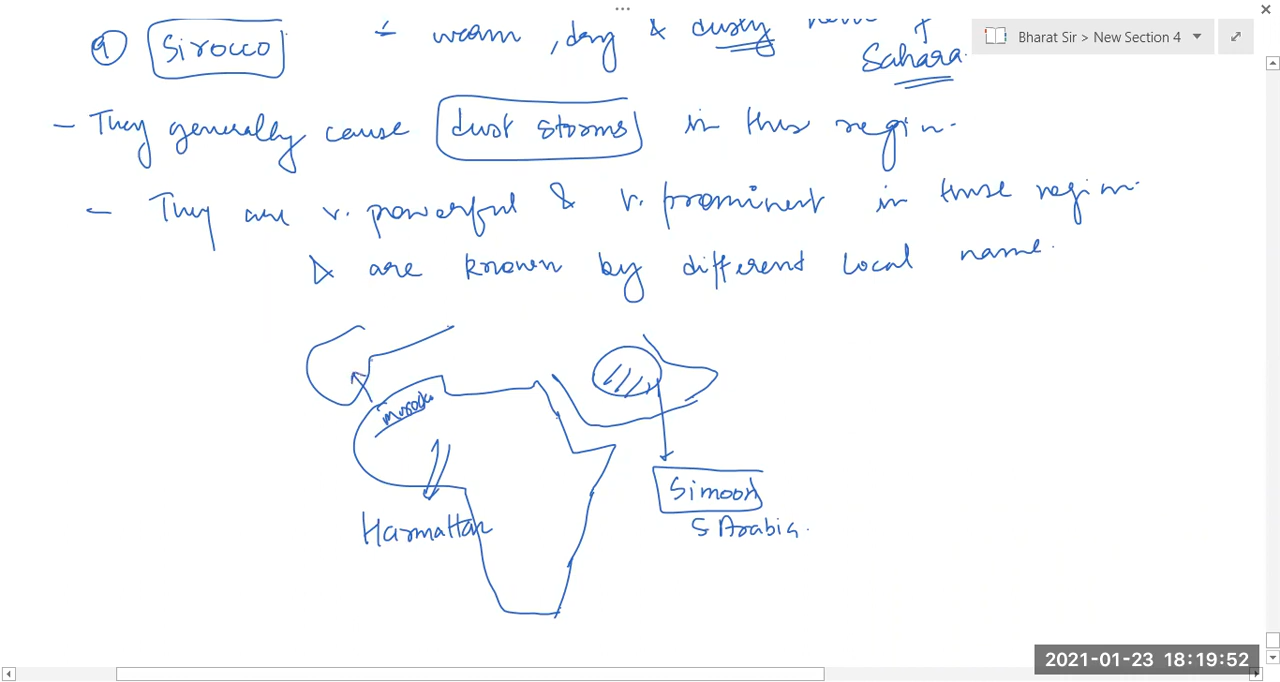 9 Sirocco warm, dry & dusty
Sahara.
Bharat Sir > New Section 4
- They generally cause dust storms in this region.
- They are v. powerful & v. prominent in these region.
& are known by different local name.
Simoon
S Arabia.
Harmattan
2021-01-23 18:19:52